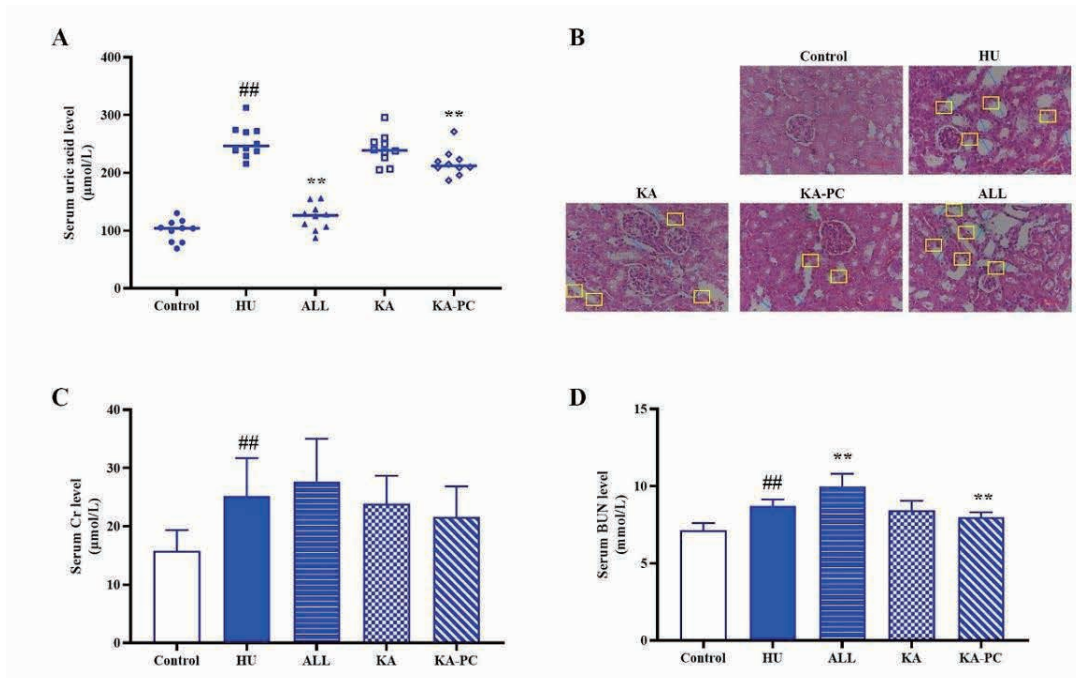 A
Serum uric acid level
(μmol/L)
400
300
200
100
0
##
**
**
Control HU ALL KA KA-PC
B
Control HU
KA KA-PC ALL
C
Serum Cr level
(μmol/L)
40
30
20
10
0
##
Control HU ALL KA KA-PC
D
Serum BUN level
(mmol/L)
15
10
5
0
##
**
**
Control HU ALL KA KA-PC